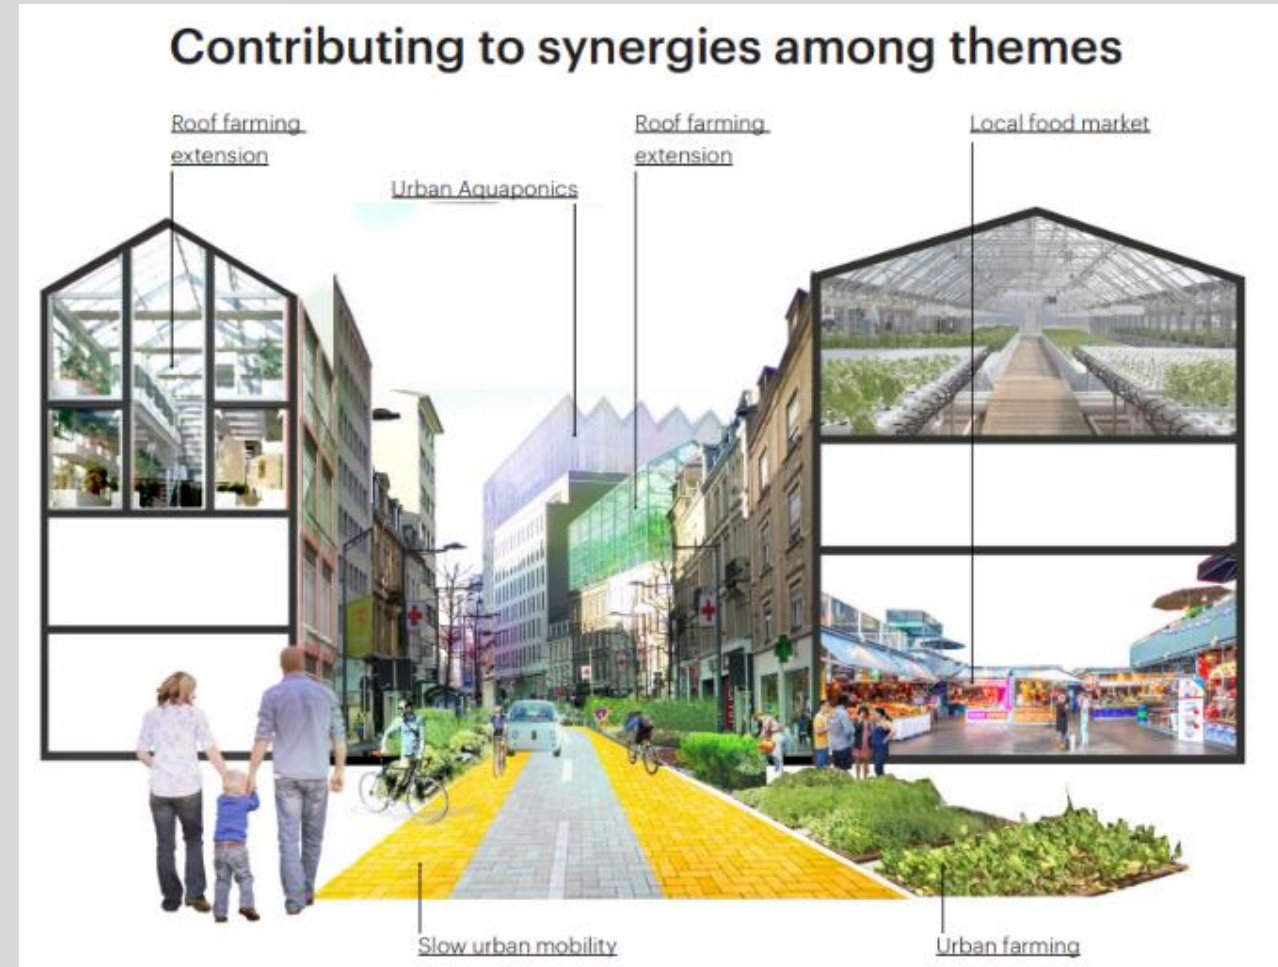 Contributing to synergies among themes
Roof farming
extension
Roof farming
extension
Local food market
Urban Aquaponics
Slow urban mobility
Urban farming